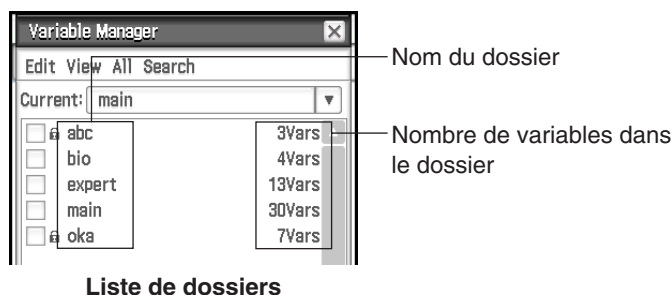 Variable Manager
Edit View All Search
Nom du dossier
Current: main
abc 3Vars
Nombre de variables dans
le dossier
bio 4Vars
expert 13Vars
main 30Vars
oka 7Vars
Liste de dossiers